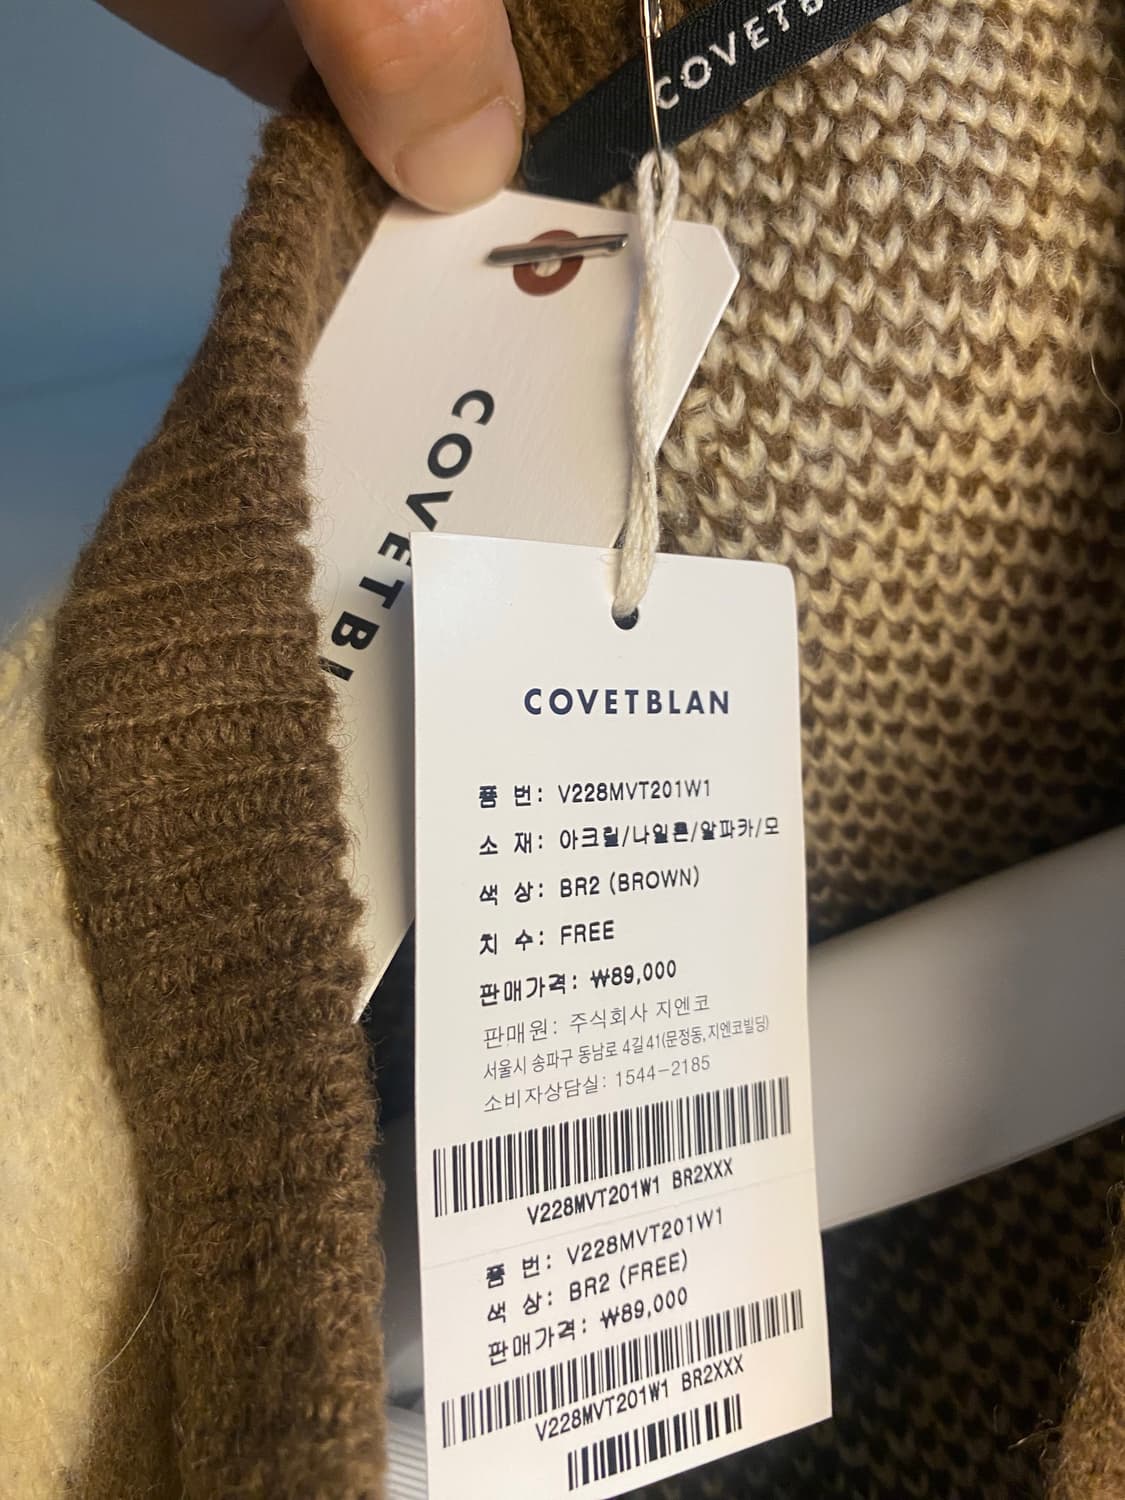 COVETB
COVETBL
COVETBLAN
품 번: V228MVT201W1
소 재: 아크릴/나일론/알파카/모
색 상: BR2 (BROWN)
치 수: FREE
판매가격: ₩89,000
판매원: 주식회사 지엔코
서울시 송파구 동남로 4길41(문정동,지엔코빌딩)
소비자상담실: 1544-2185
V228MVT201W1 BR2XXX
품 번: V228MVT201W1
색 상: BR2 (FREE)
판매가격: ₩89,000
V228MVT201W1 BR2XXX